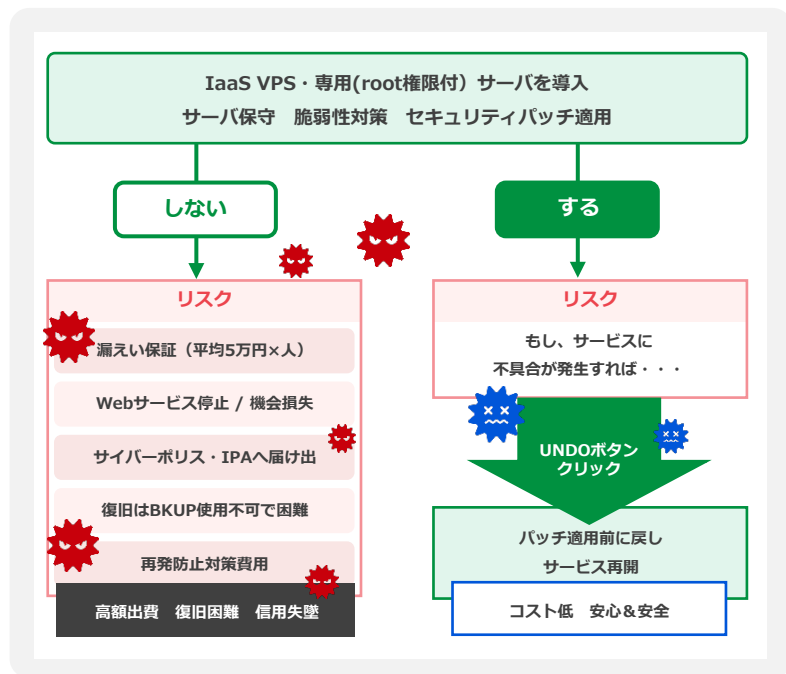 IaaS VPS・専用(root権限付）サーバを導入
サーバ保守　脆弱性対策　セキュリティパッチ適用
しない
する
リスク
漏えい保証（平均5万円×人）
Webサービス停止 / 機会損失
サイバーポリス・IPAへ届け出
復旧はBKUP使用不可で困難
再発防止対策費用
高額出費　復旧困難　信用失墜
リスク
もし、サービスに
不具合が発生すれば・・・
UNDOボタン
クリック
パッチ適用前に戻し
サービス再開
コスト低　安心＆安全